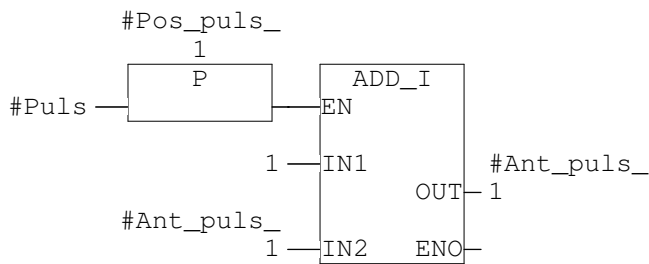 #Pos_puls_
1
P
ADD_I
#Puls
EN
1
IN1
#Ant_puls_
OUT
1
#Ant_puls_
1
IN2
ENO